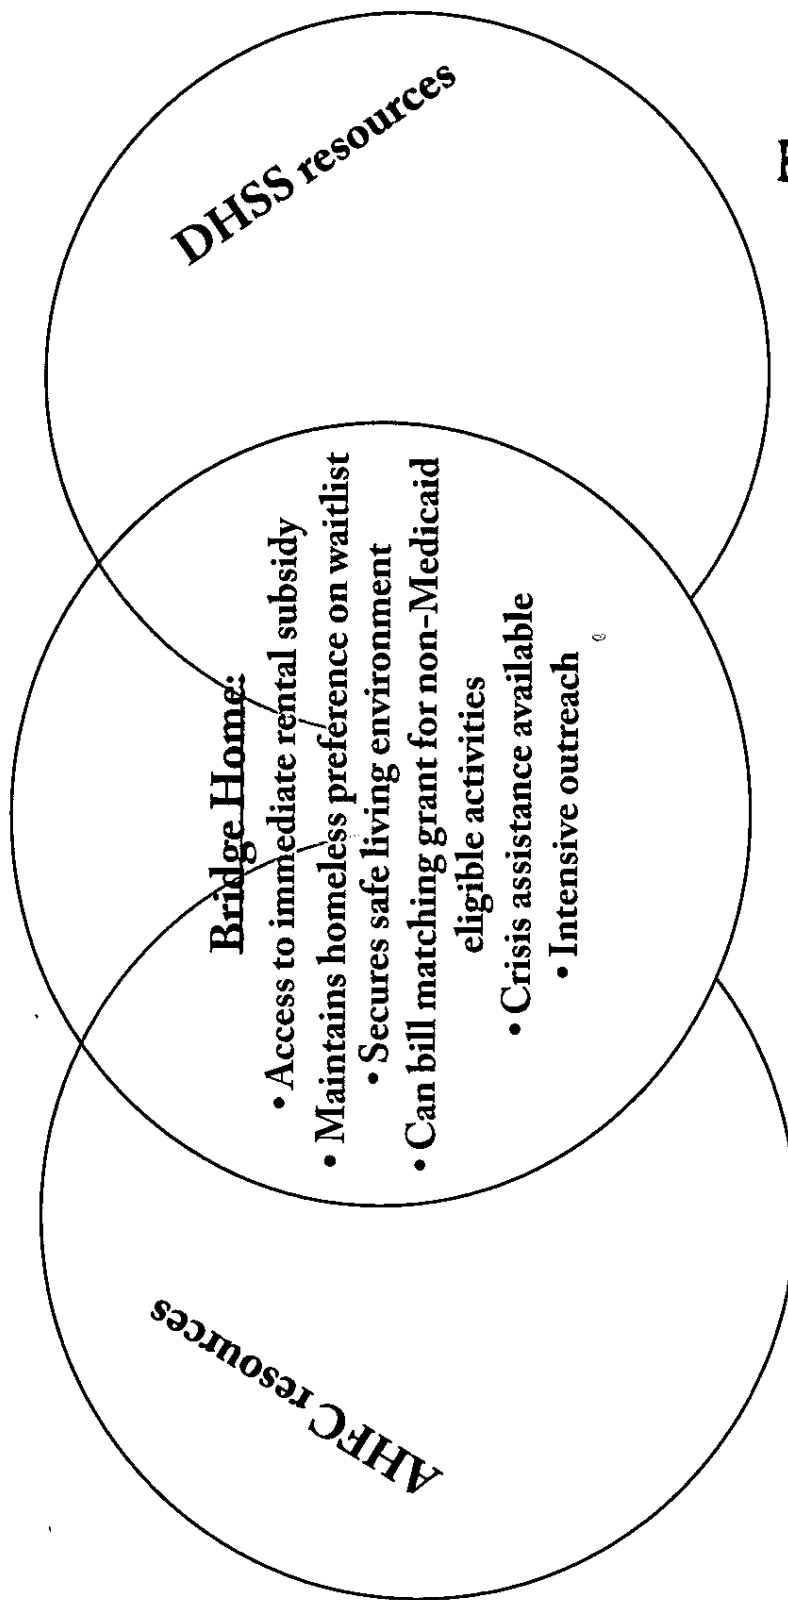 AHFC resources
DHSS resources
Bridge Home:
• Access to immediate rental subsidy
• Maintains homeless preference on waitlist
• Secures safe living environment
• Can bill matching grant for non-Medicaid
eligible activities
• Crisis assistance available
• Intensive outreach